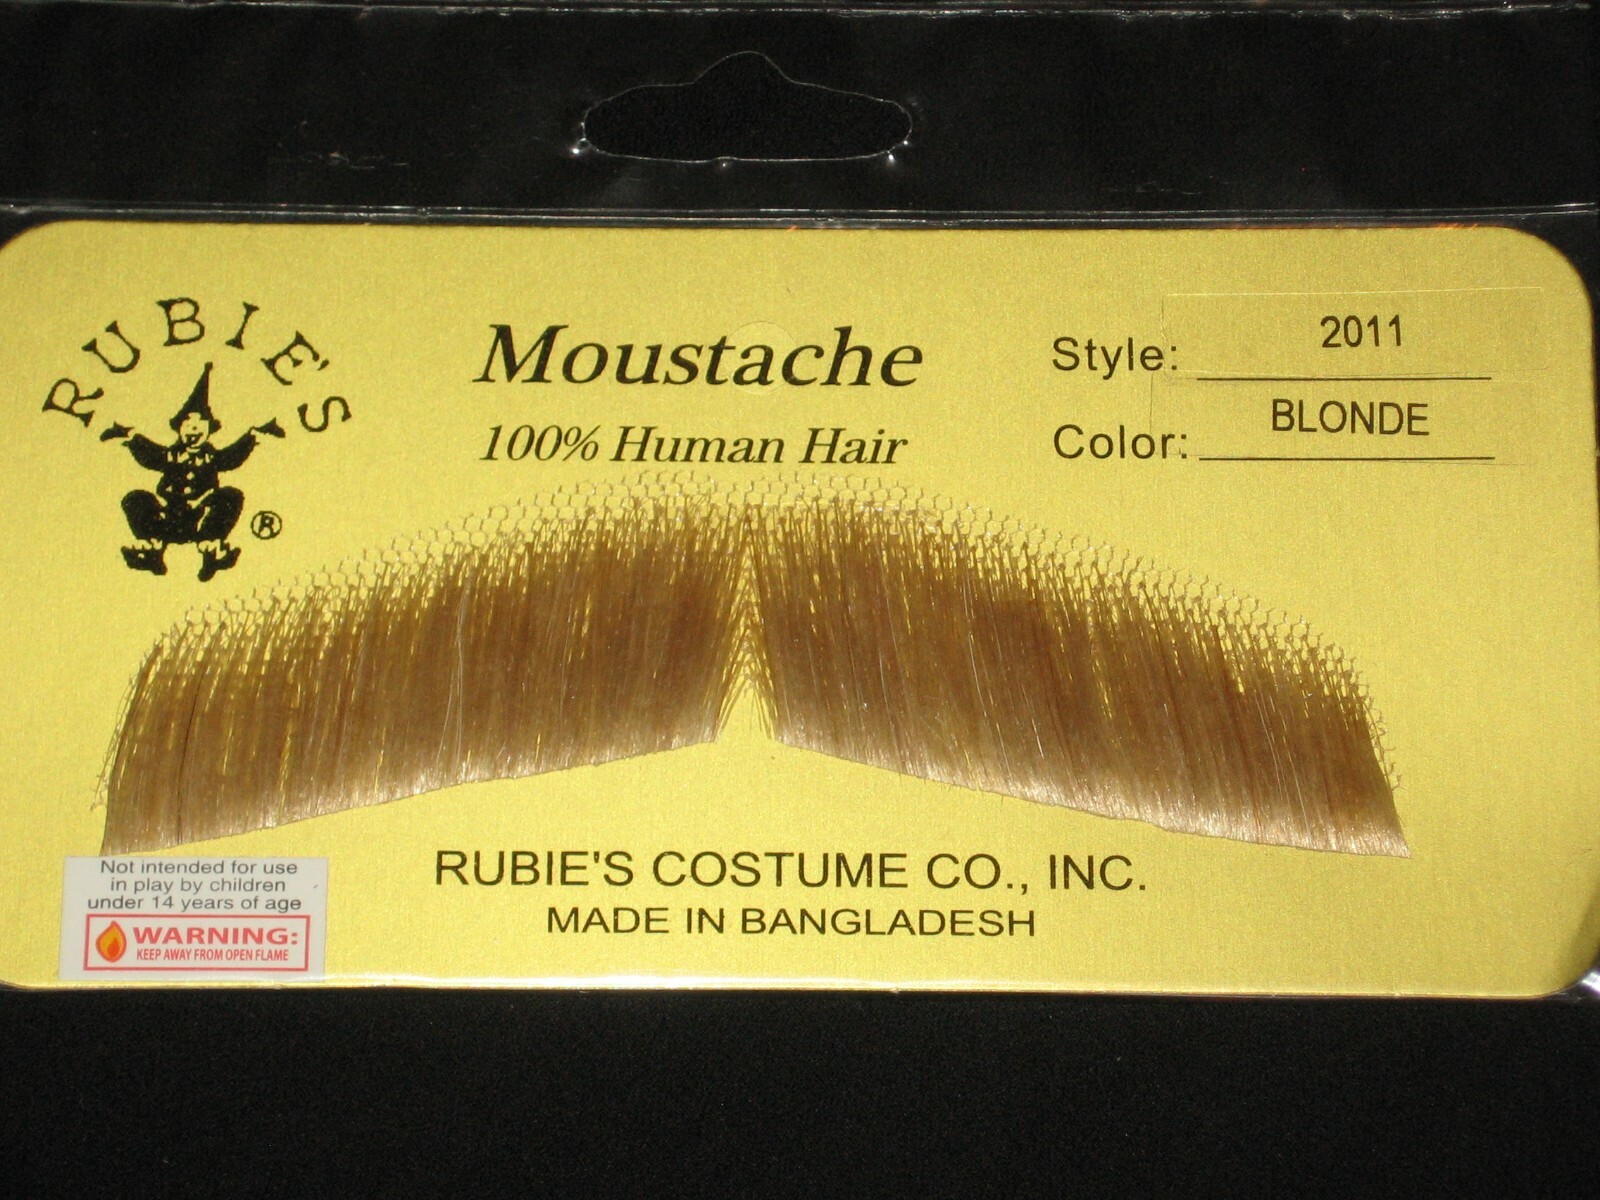 RUBIE'S
®
Moustache
100% Human Hair
Style: 2011
Color: BLONDE
RUBIE'S COSTUME CO., INC.
MADE IN BANGLADESH
Not intended for use
in play by children
under 14 years of age
WARNING:
KEEP AWAY FROM OPEN FLAME